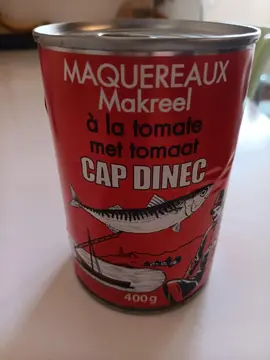 MAQUEREAUX
Makreel
à la tomate
met tomaat
CAP DINEC
400g